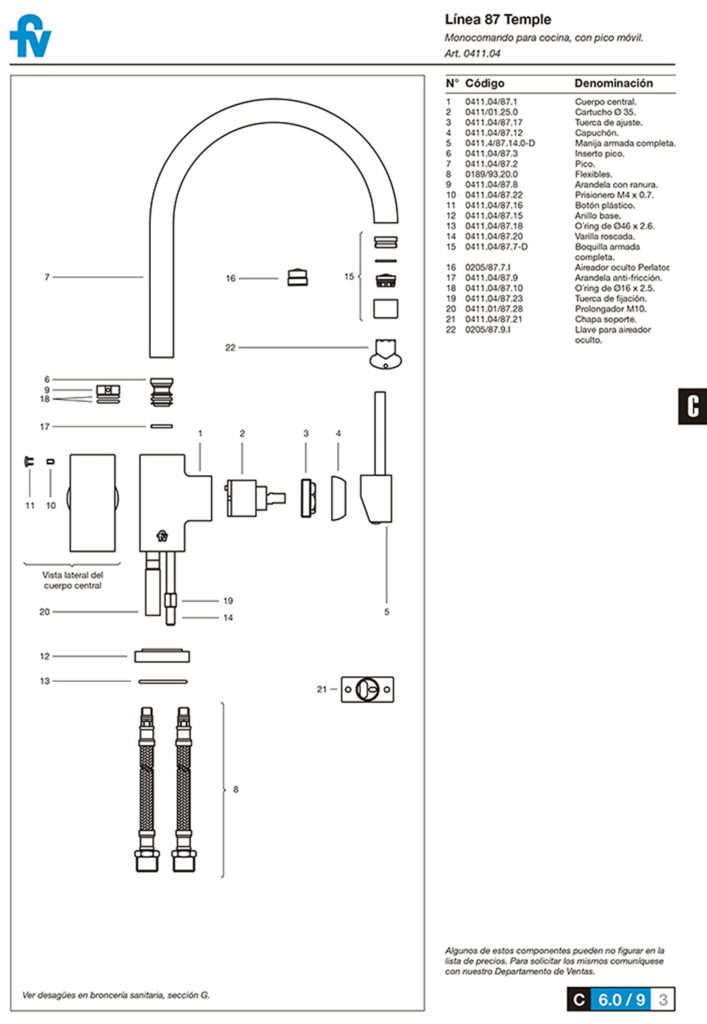 fv
Línea 87 Temple
Monocomando para cocina, con pico móvil.
Art. 0411.04
N° Código Denominación
1 0411.04/87.1 Cuerpo central.
2 0411/01.25.0 Cartucho Ø 35.
3 0411.04/87.17 Tuerca de ajuste.
4 0411.04/87.12 Capuchón.
5 0411.4/87.14.0-D Manija armada completa.
6 0411.04/87.3 Inserto pico.
7 0411.04/87.2 Pico.
8 0189/93.20.0 Flexibles.
9 0411.04/87.8 Arandela con ranura.
10 0411.04/87.22 Prisionero M4 x 0.7.
11 0411.04/87.16 Botón plástico.
12 0411.04/87.15 Anillo base.
13 0411.04/87.18 O'ring de Ø46 x 2.6.
14 0411.04/87.20 Varilla roscada.
15 0411.04/87.7-D Boquilla armada
completa.
16 0205/87.7.I Aireador oculto Perlator
17 0411.04/87.9 Arandela anti-fricción.
18 0411.04/87.10 O'ring de Ø16 x 2.5.
19 0411.04/87.23 Tuerca de fijación.
20 0411.01/87.28 Prolongador M10.
21 0411.04/87.21 Chapa soporte.
22 0205/87.9.I Llave para aireador
oculto.
7
16
15
22
6
9
18
17
1
2
3
4
C
11
10
fv
Vista lateral del
cuerpo central
20
19
14
5
12
13
21
8
Algunos de estos componentes pueden no figurar en la
lista de precios. Para solicitar los mismos comuníquese
con nuestro Departamento de Ventas.
Ver desagües en broncería sanitaria, sección G.
C 6.0 / 9 3